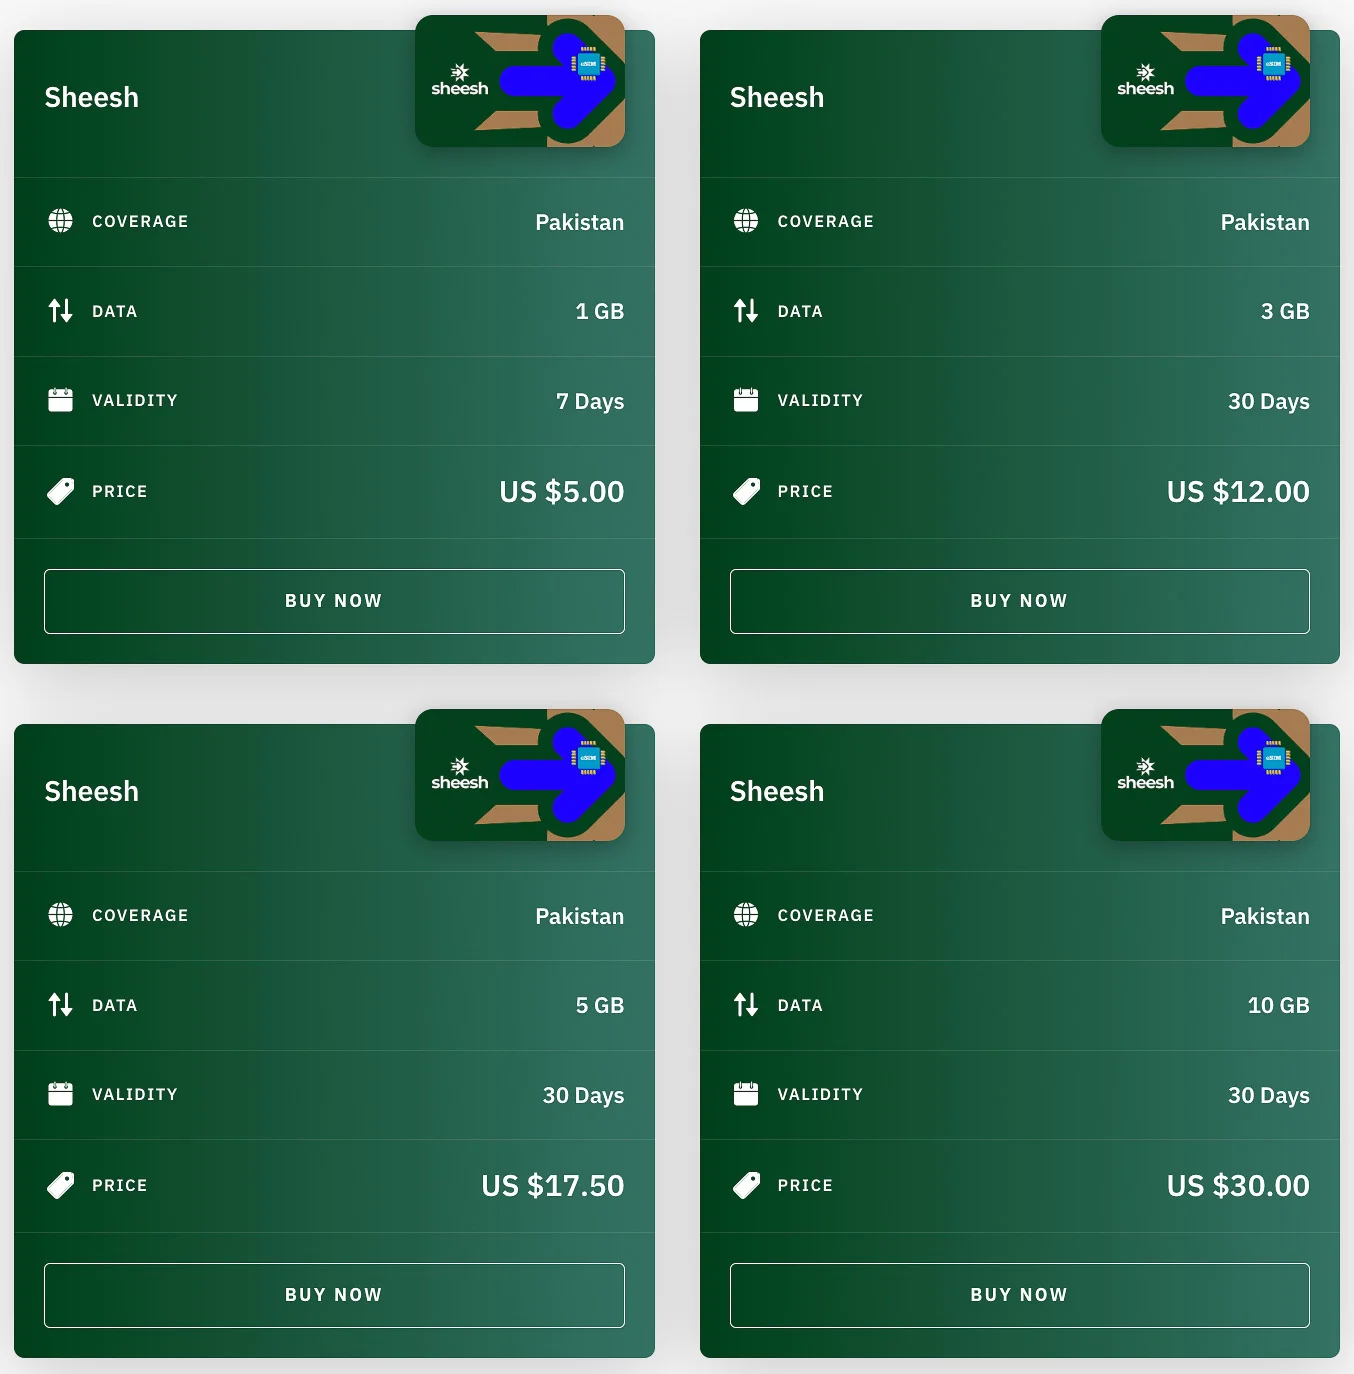 Sheesh
sheesh
eSIM
COVERAGE Pakistan
DATA 1 GB
VALIDITY 7 Days
PRICE US $5.00
BUY NOW
Sheesh
sheesh
eSIM
COVERAGE Pakistan
DATA 3 GB
VALIDITY 30 Days
PRICE US $12.00
BUY NOW
Sheesh
sheesh
eSIM
COVERAGE Pakistan
DATA 5 GB
VALIDITY 30 Days
PRICE US $17.50
BUY NOW
Sheesh
sheesh
eSIM
COVERAGE Pakistan
DATA 10 GB
VALIDITY 30 Days
PRICE US $30.00
BUY NOW